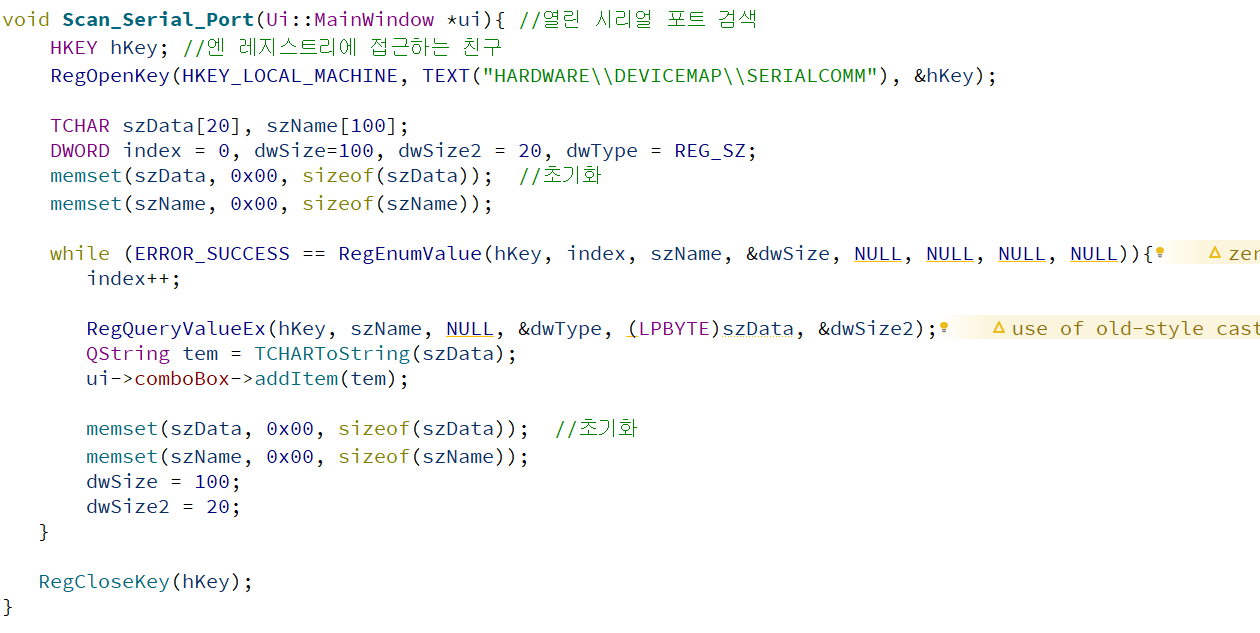 void Scan_Serial_Port(Ui::MainWindow *ui){ //열린 시리얼 포트 검색
    HKEY hKey; //엔 레지스트리에 접근하는 친구
    RegOpenKey(HKEY_LOCAL_MACHINE, TEXT("HARDWARE\\DEVICEMAP\\SERIALCOMM"), &hKey);

    TCHAR szData[20], szName[100];
    DWORD index = 0, dwSize=100, dwSize2 = 20, dwType = REG_SZ;
    memset(szData, 0x00, sizeof(szData));  //초기화
    memset(szName, 0x00, sizeof(szName));

    while (ERROR_SUCCESS == RegEnumValue(hKey, index, szName, &dwSize, NULL, NULL, NULL, NULL)){
       index++;

       RegQueryValueEx(hKey, szName, NULL, &dwType, (LPBYTE)szData, &dwSize2); use of old-style cast
       QString tem = TCHARToString(szData);
       ui->comboBox->addItem(tem);

       memset(szData, 0x00, sizeof(szData));  //초기화
       memset(szName, 0x00, sizeof(szName));
       dwSize = 100;
       dwSize2 = 20;
   }

   RegCloseKey(hKey);
}